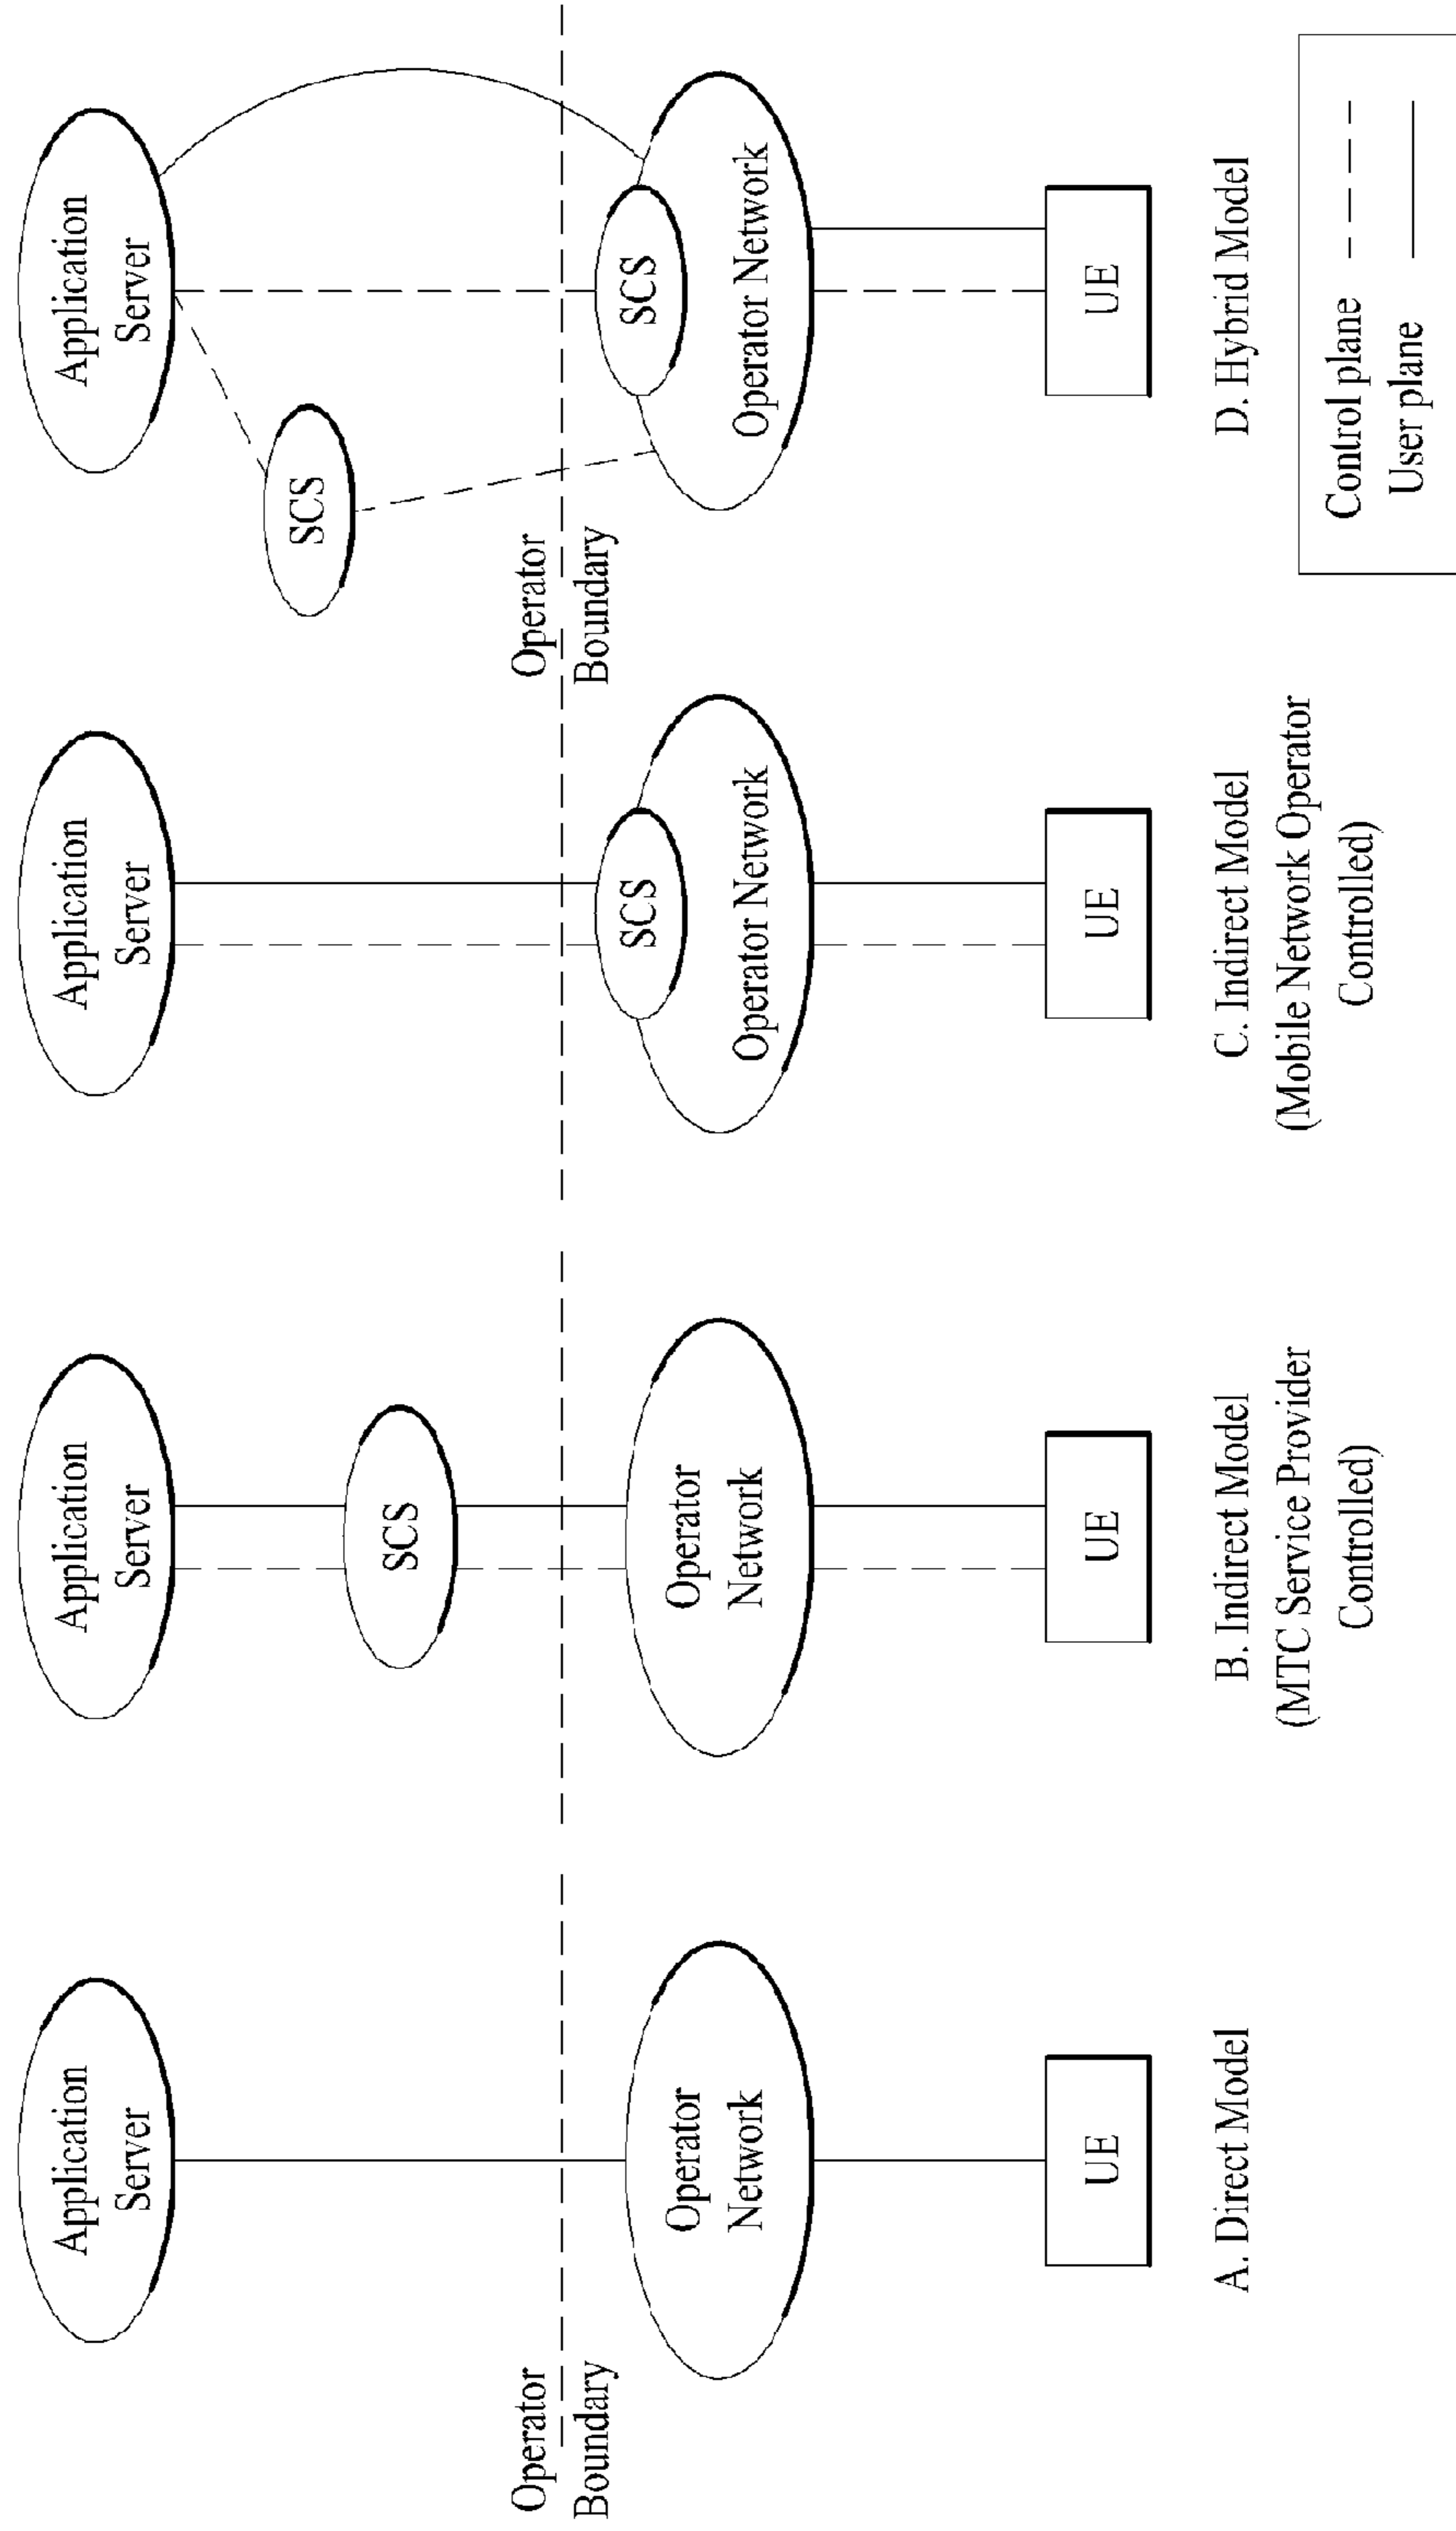 Application
Server
Operator
Boundary
Operator
Network
UE
A. Direct Model
Application
Server
SCS
Operator
Network
UE
B. Indirect Model
(MTC Service Provider
Controlled)
Application
Server
SCS
Operator Network
UE
C. Indirect Model
(Mobile Network Operator
Controlled)
Application
Server
SCS
Operator
Boundary
SCS
Operator Network
UE
D. Hybrid Model
Control plane
User plane